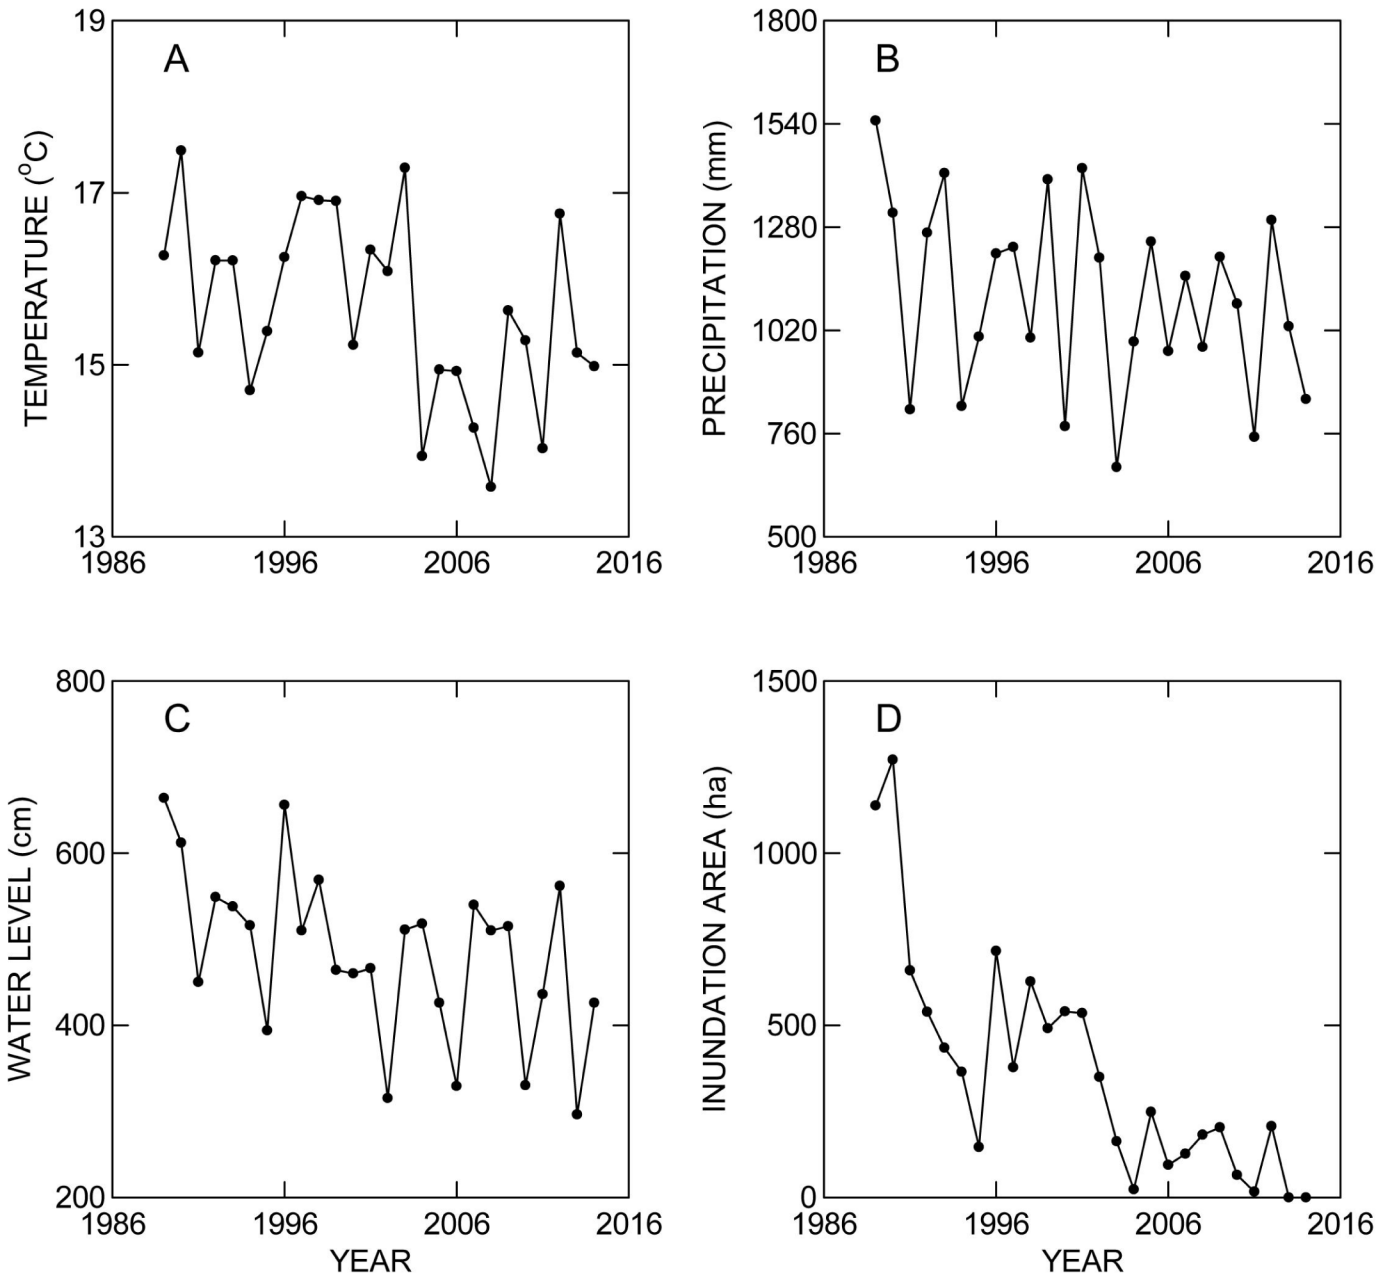 A
TEMPERATURE (°C)
19
17
15
13
1986 1996 2006 2016
B
PRECIPITATION (mm)
1800
1540
1280
1020
760
500
1986 1996 2006 2016
C
WATER LEVEL (cm)
800
600
400
200
1986 1996 2006 2016
YEAR
D
INUNDATION AREA (ha)
1500
1000
500
0
1986 1996 2006 2016
YEAR